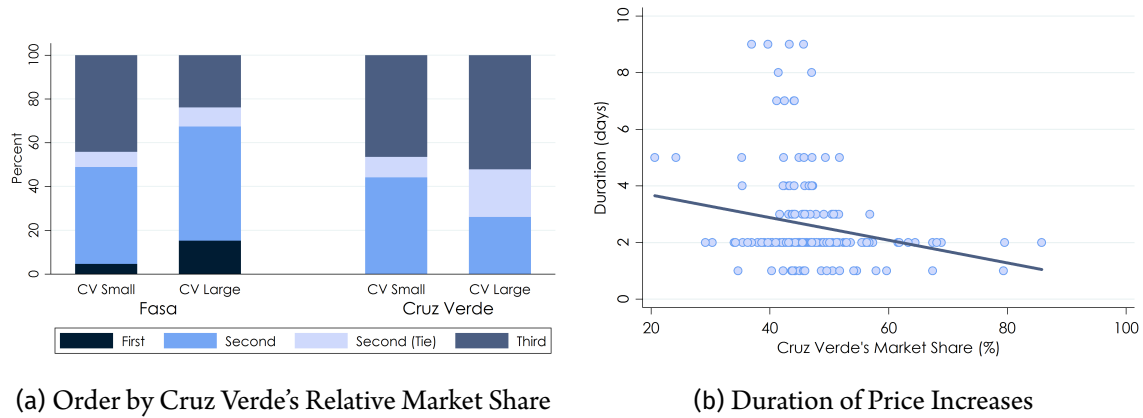 100
80
60
40
20
0
Percent
CV Small
CV Large
CV Small
CV Large
Fasa
Cruz Verde
First
Second
Second (Tie)
Third
(a) Order by Cruz Verde's Relative Market Share
10
8
6
4
2
0
Duration (days)
20
40
60
80
100
Cruz Verde's Market Share (%)
(b) Duration of Price Increases